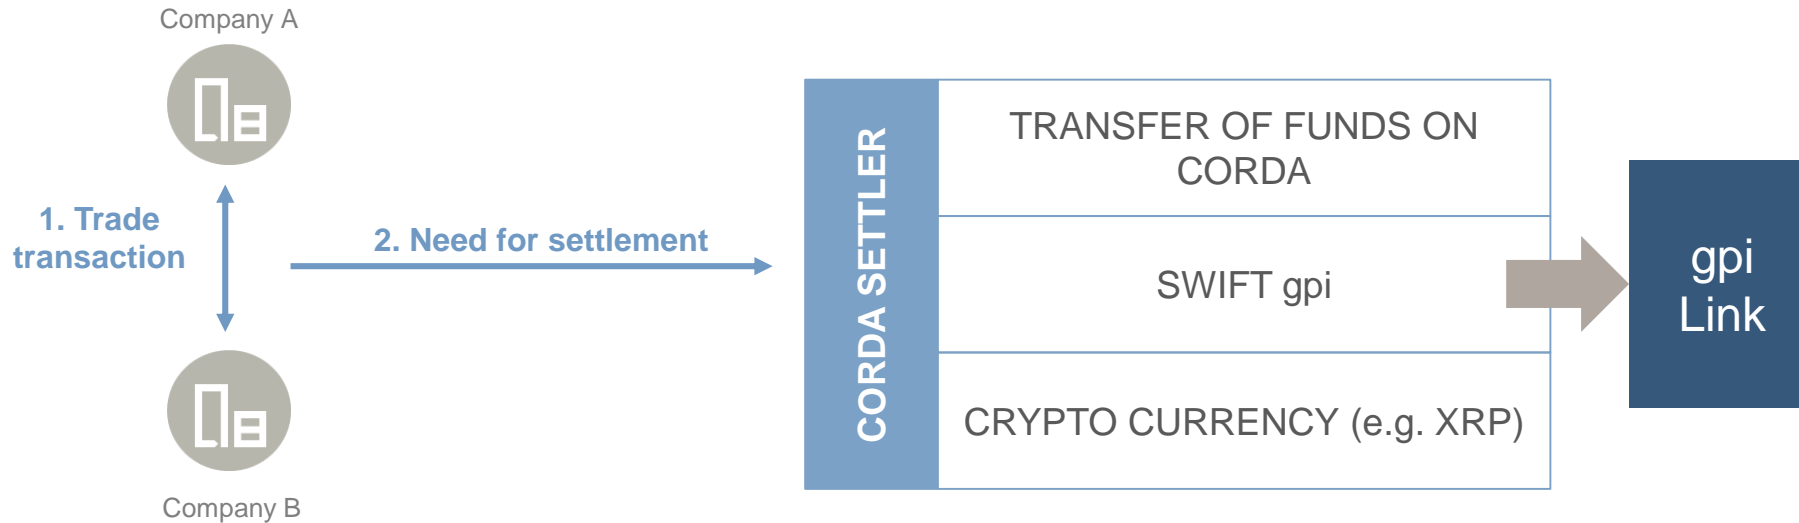 Company A
1. Trade
transaction
Company B
2. Need for settlement
CORDA SETTLER
TRANSFER OF FUNDS ON
CORDA
SWIFT gpi
CRYPTO CURRENCY (e.g. XRP)
gpi
Link